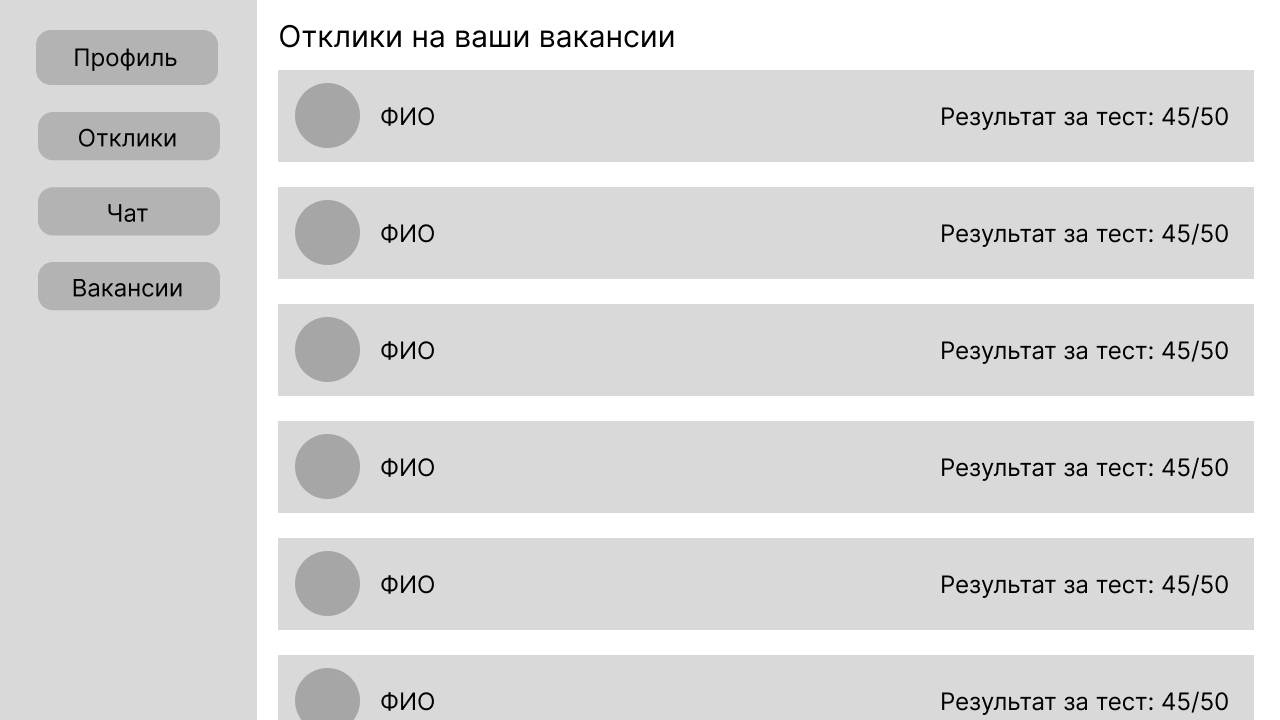 Профиль
Отклики
Чат
Вакансии
Отклики на ваши вакансии
ФИО Результат за тест: 45/50
ФИО Результат за тест: 45/50
ФИО Результат за тест: 45/50
ФИО Результат за тест: 45/50
ФИО Результат за тест: 45/50
ФИО Результат за тест: 45/50